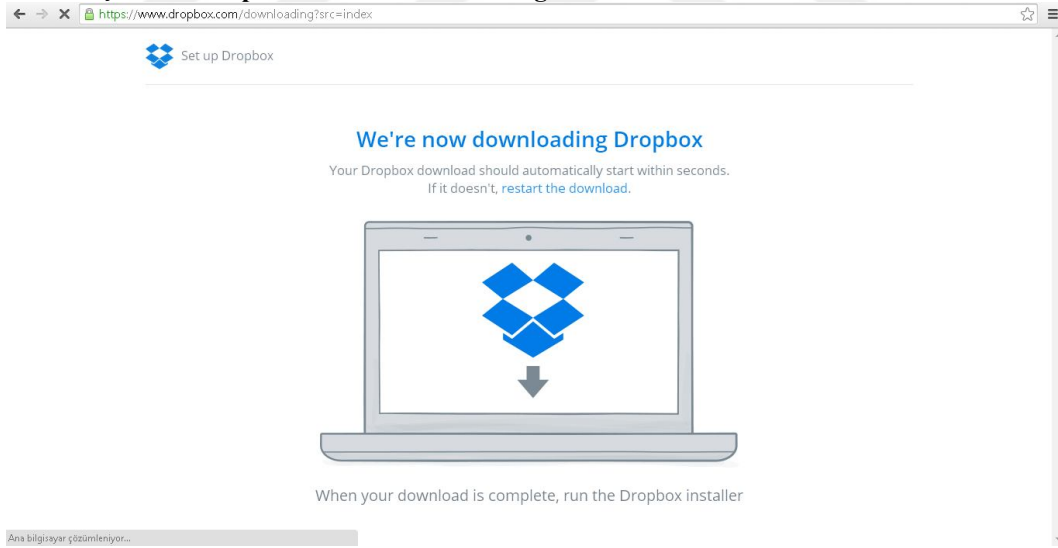 https://www.dropbox.com/downloading?src=index
Set up Dropbox
We're now downloading Dropbox
Your Dropbox download should automatically start within seconds.
If it doesn't, restart the download.
When your download is complete, run the Dropbox installer
Ana bilgisayar çözümleniyor...